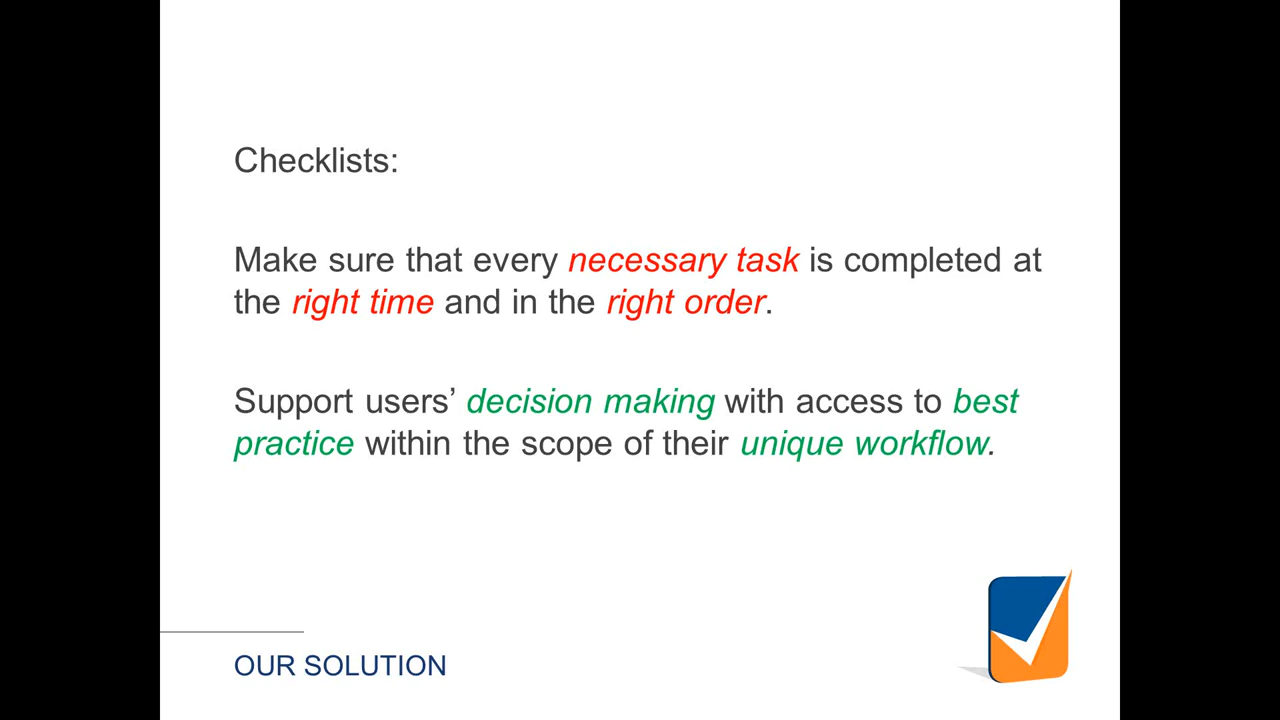 Checklists:
Make sure that every necessary task is completed at
the right time and in the right order.
Support users’ decision making with access to best
practice within the scope of their unique workflow.
OUR SOLUTION